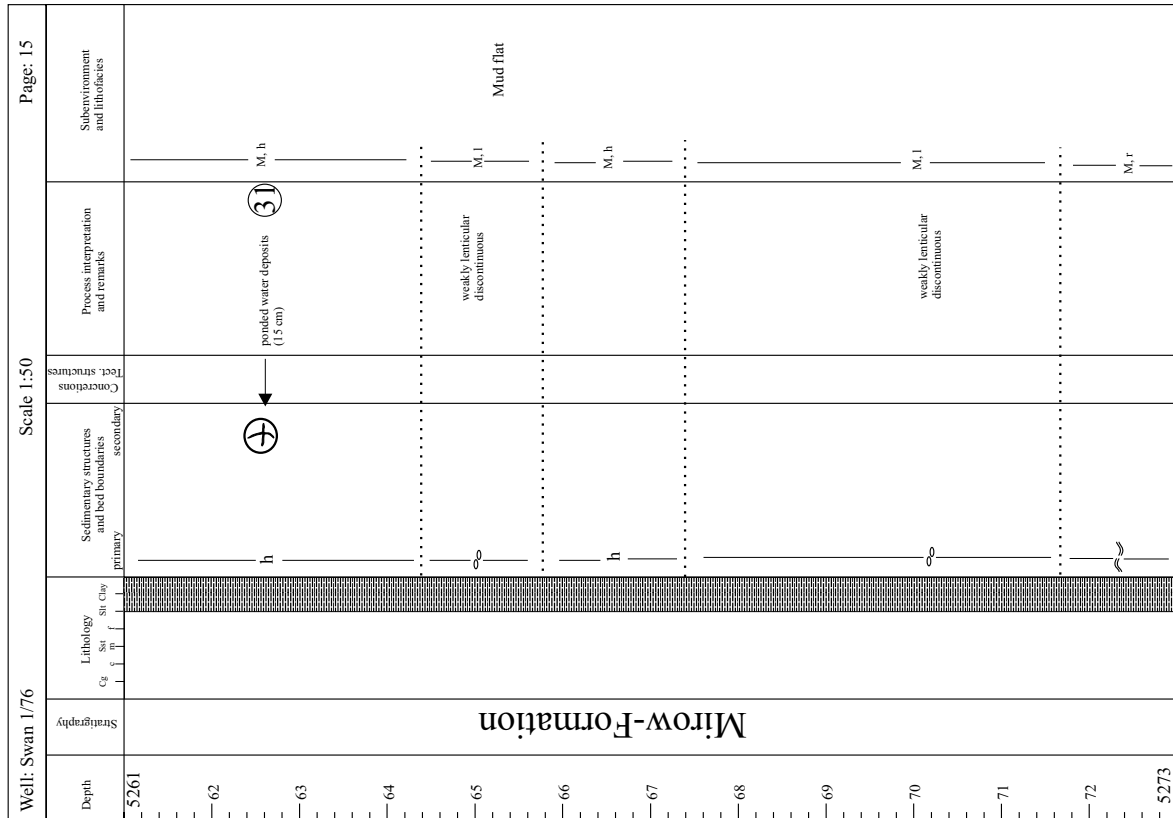 Well: Swan 1/76
Scale 1:50
Page: 15
Depth
Stratigraphy
Lithology
Cg
c
Sst
m
f
Slt
Clay
Sedimentary structures
and bed boundaries
primary
secondary
Concretions
Tect. structures
Process interpretation
and remarks
Subenvironment
and lithofacies
5261
62
63
64
65
66
67
68
69
70
71
72
5273
Mirow-Formation
h
h
ponded water deposits
(15 cm)
31
weakly lenticular
discontinuous
weakly lenticular
discontinuous
M, h
M, l
M, h
M, l
M, r
Mud flat